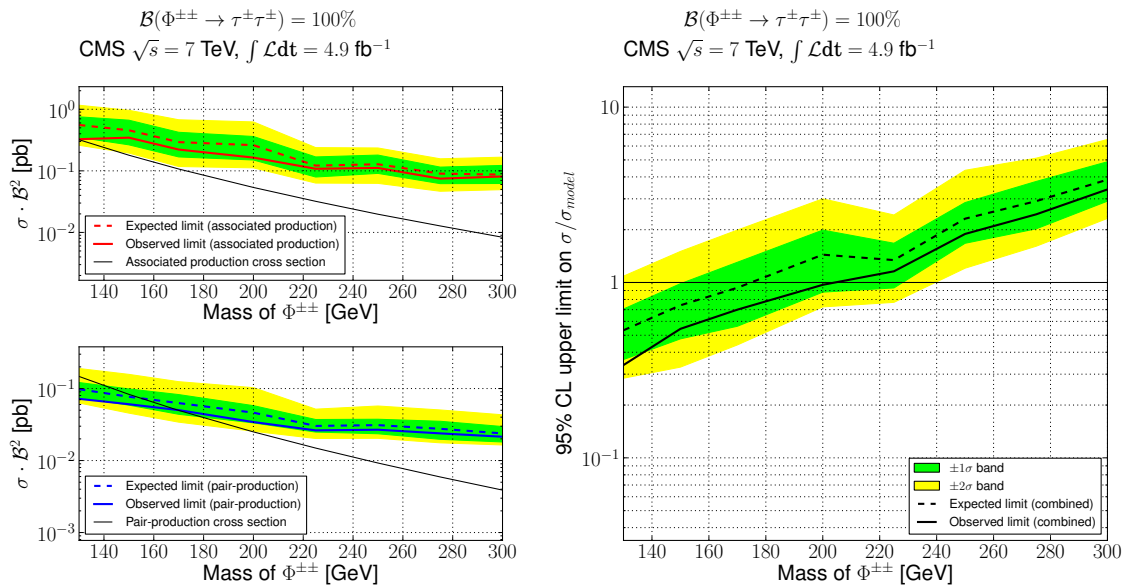 ℬ(Φ±± → τ±τ±) = 100%
CMS √s = 7 TeV, ∫ ℒdt = 4.9 fb⁻¹
σ · ℬ² [pb]
10⁰
10⁻¹
10⁻²
Expected limit (associated production)
Observed limit (associated production)
Associated production cross section
140 160 180 200 220 240 260 280 300
Mass of Φ±± [GeV]
σ · ℬ² [pb]
10⁻¹
10⁻²
10⁻³
Expected limit (pair-production)
Observed limit (pair-production)
Pair-production cross section
140 160 180 200 220 240 260 280 300
Mass of Φ±± [GeV]
ℬ(Φ±± → τ±τ±) = 100%
CMS √s = 7 TeV, ∫ ℒdt = 4.9 fb⁻¹
95% CL upper limit on σ/σmodel
10
1
10⁻¹
±1σ band
±2σ band
Expected limit (combined)
Observed limit (combined)
140 160 180 200 220 240 260 280 300
Mass of Φ±± [GeV]